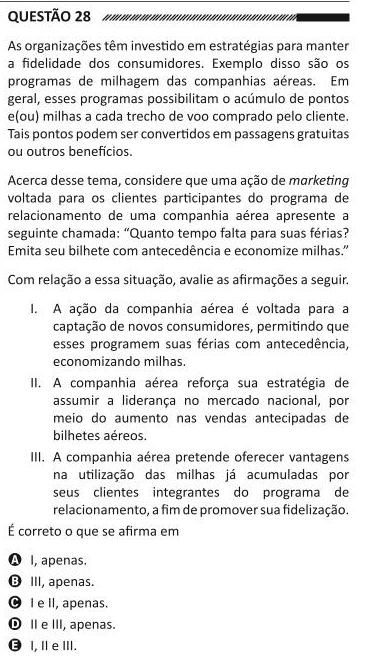 QUESTÃO 28
As organizações têm investido em estratégias para manter
a fidelidade dos consumidores. Exemplo disso são os
programas de milhagem das companhias aéreas. Em
geral, esses programas possibilitam o acúmulo de pontos
e(ou) milhas a cada trecho de voo comprado pelo cliente.
Tais pontos podem ser convertidos em passagens gratuitas
ou outros benefícios.
Acerca desse tema, considere que uma ação de marketing
voltada para os clientes participantes do programa de
relacionamento de uma companhia aérea apresente a
seguinte chamada: “Quanto tempo falta para suas férias?
Emita seu bilhete com antecedência e economize milhas.”
Com relação a essa situação, avalie as afirmações a seguir.
I. A ação da companhia aérea é voltada para a
captação de novos consumidores, permitindo que
esses programem suas férias com antecedência,
economizando milhas.
II. A companhia aérea reforça sua estratégia de
assumir a liderança no mercado nacional, por
meio do aumento nas vendas antecipadas de
bilhetes aéreos.
III. A companhia aérea pretende oferecer vantagens
na utilização das milhas já acumuladas por
seus clientes integrantes do programa de
relacionamento, a fim de promover sua fidelização.
É correto o que se afirma em
A I, apenas.
B III, apenas.
C I e II, apenas.
D II e III, apenas.
E I, II e III.